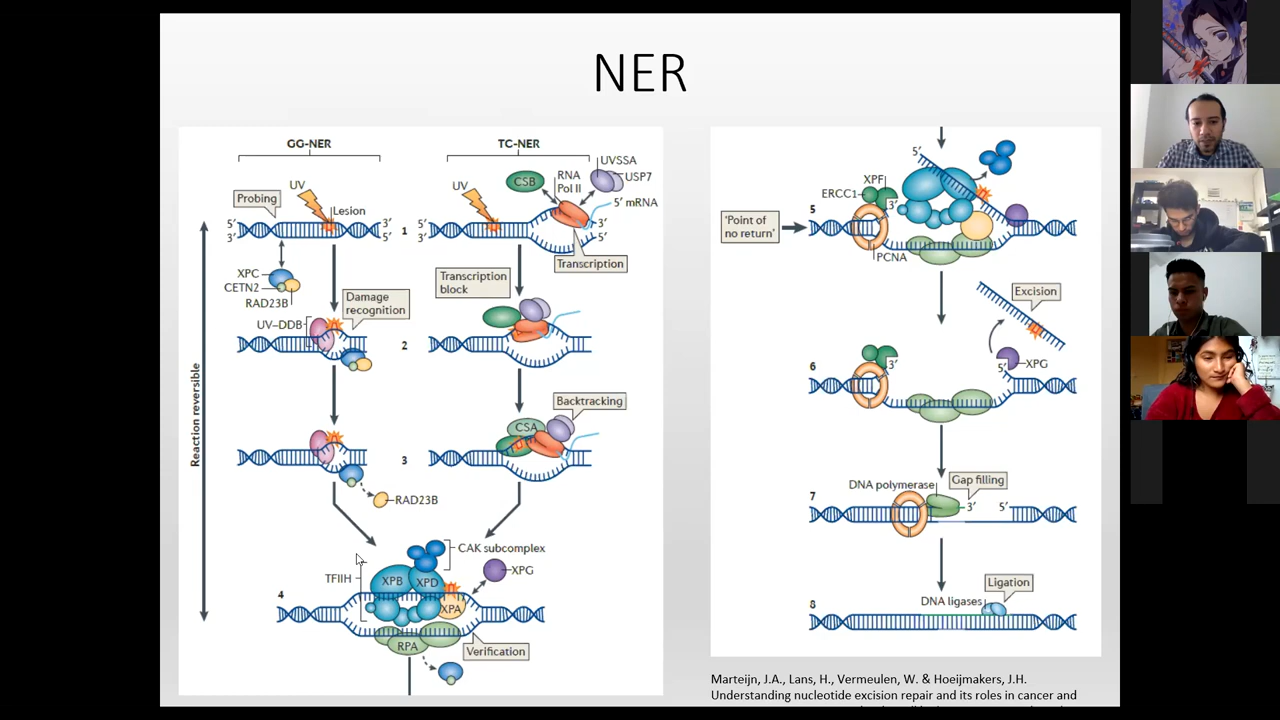 NER
GG-NER
TC-NER
UVSSA
USP7
RNA
Pol II
CSB
UV
UV
5′ mRNA
Probing
Lesion
5′
3′
3′
5′
1
5′
3′
3′
5′
Transcription
XPC
CETN2
RAD23B
Transcription
block
Damage
recognition
UV–DDB
2
Reaction reversible
Backtracking
CSA
3
RAD23B
CAK subcomplex
XPG
TFIIH
XPB
XPD
XPA
4
RPA
Verification
5′
XPF
ERCC1
3′
5
'Point of
no return'
PCNA
Excision
XPG
6
3′
5′
DNA polymerase
Gap filling
7
3′
5′
Ligation
DNA ligases
8
Marteijn, J.A., Lans, H., Vermeulen, W. & Hoeijmakers, J.H.
Understanding nucleotide excision repair and its roles in cancer and